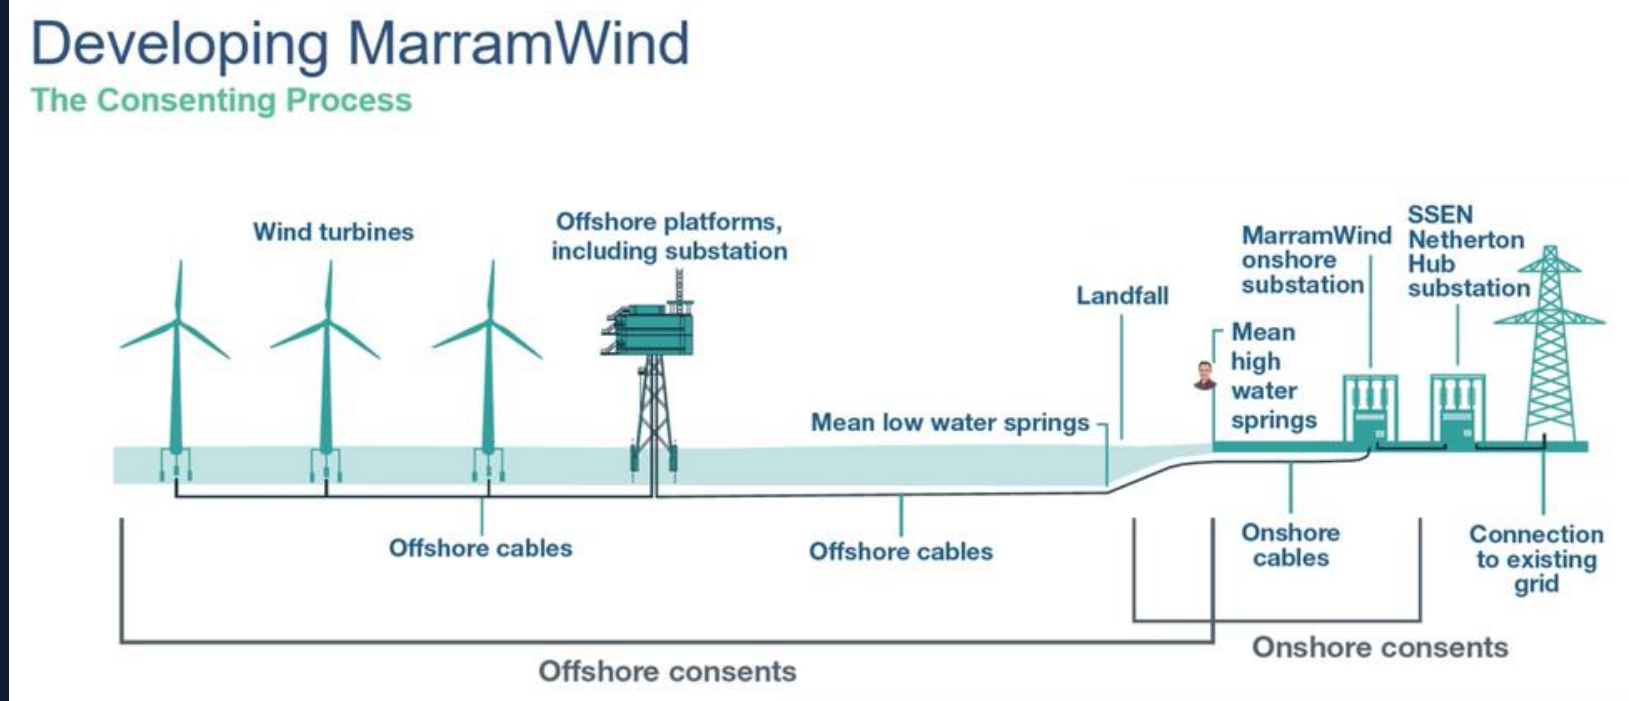 Developing MarramWind
The Consenting Process
Wind turbines
Offshore platforms,
including substation
Landfall
MarramWind
onshore
substation
SSEN
Netherton
Hub
substation
Mean
high
water
springs
Mean low water springs
Offshore cables
Offshore cables
Onshore
cables
Connection
to existing
grid
Offshore consents
Onshore consents